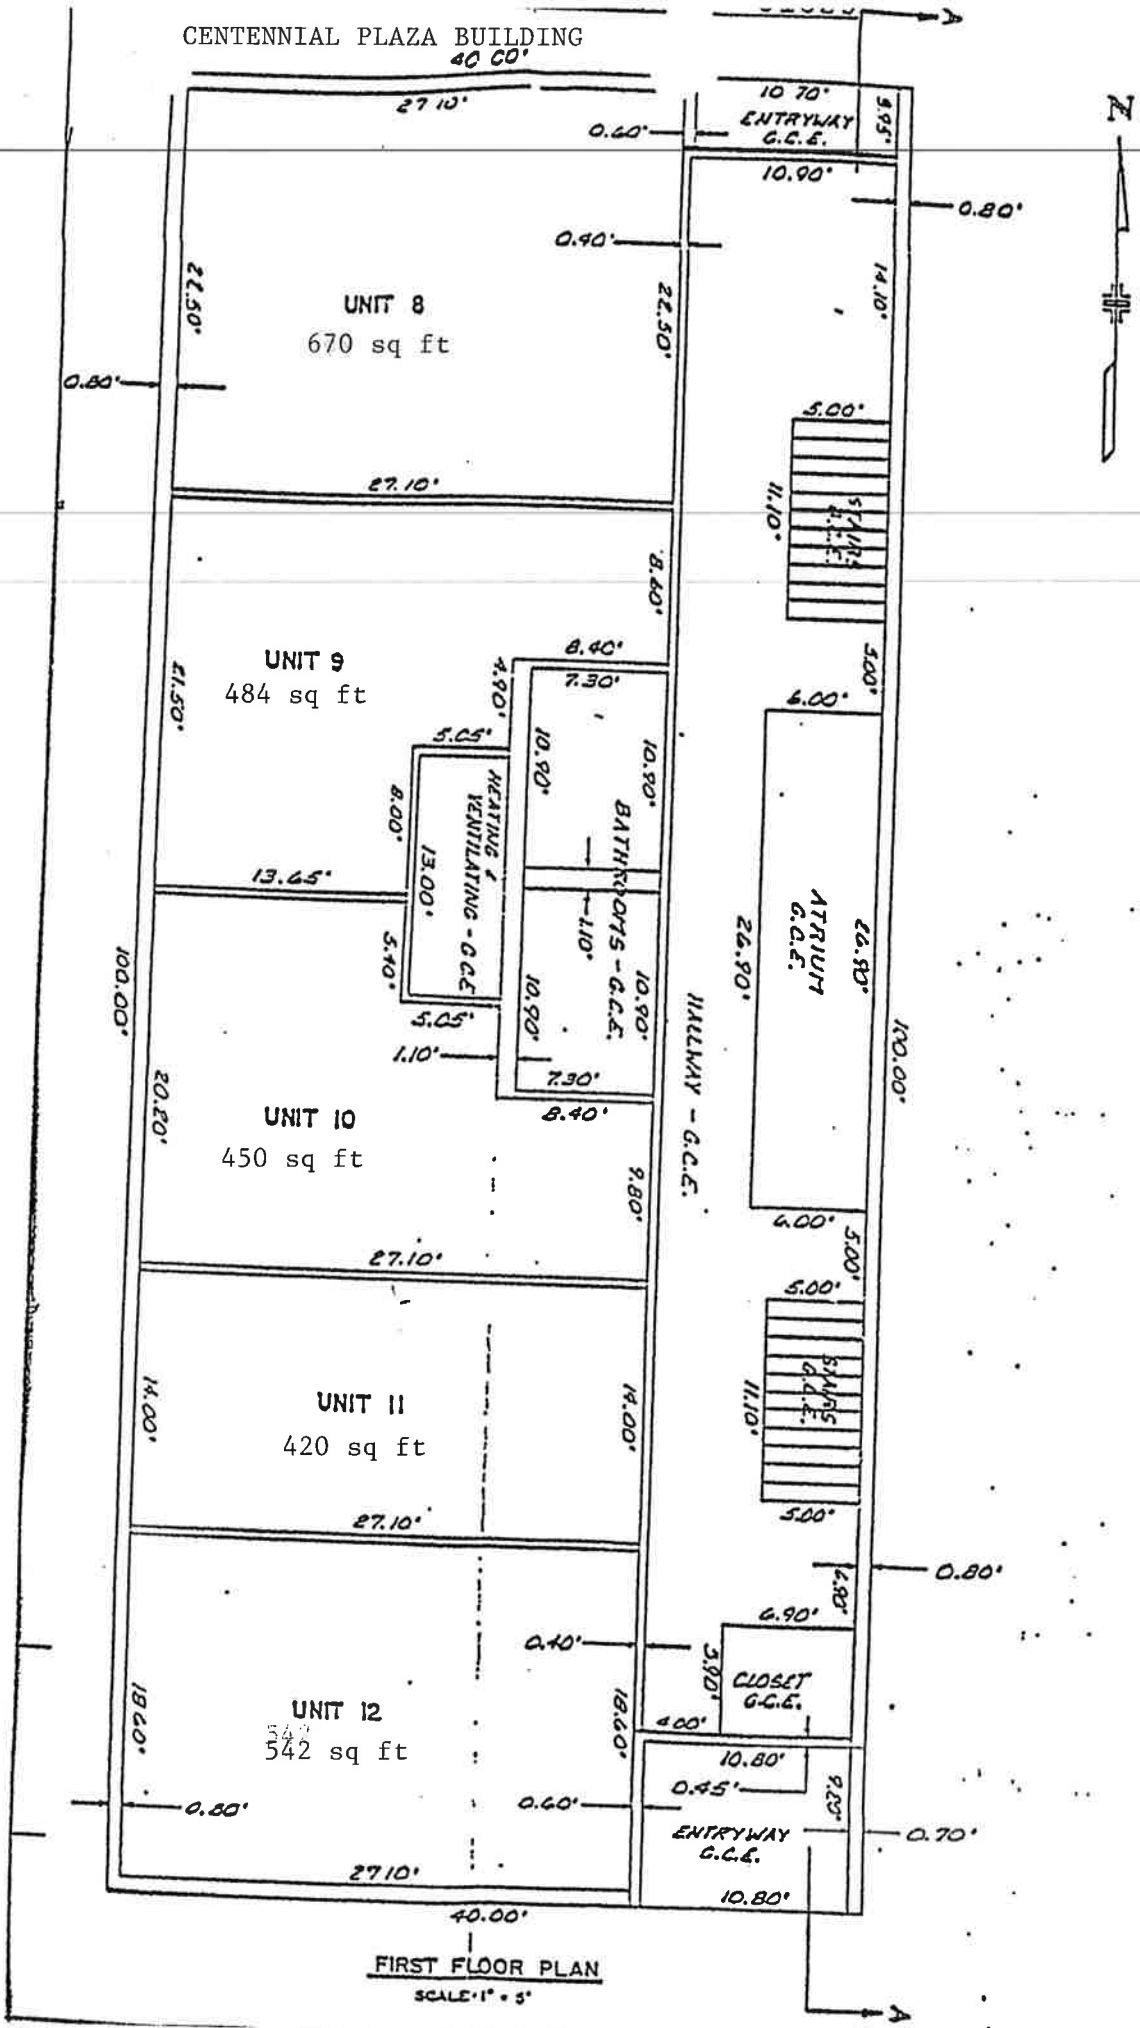 CENTENNIAL PLAZA BUILDING
A
40 00'
27 10'
10 70'
ENTRYWAY
G.C.E.
0.60'
10.90'
N
0.80'
0.40'
22.50'
22.50'
14.10'
UNIT 8
670 sq ft
0.80'
5.00'
27.10'
11.10'
STAIRS
8.60'
UNIT 9
484 sq ft
21.50'
8.40'
7.30'
4.90'
5.00'
6.00'
5.05'
10.90'
10.90'
HEATING &
VENTILATING - G.C.E
8.00'
13.00'
BATHROOMS - G.C.E.
13.65'
1.10'
ATRIUM
G.C.E.
26.90'
26.90'
5.40'
5.05'
10.90'
10.90'
100.00'
100.00'
HALLWAY - G.C.E.
1.10'
7.30'
8.40'
20.20'
UNIT 10
450 sq ft
9.80'
6.00'
5.00'
27.10'
5.00'
14.00'
UNIT 11
420 sq ft
14.00'
11.10'
STAIRS
G.C.E.
27.10'
5.00'
0.80'
6.90'
6.90'
0.40'
5.90'
CLOSET
G.C.E.
18.60'
UNIT 12
542
542 sq ft
18.60'
4.00'
10.80'
0.45'
9.20'
0.80'
0.60'
ENTRYWAY
G.C.E.
0.70'
27.10'
10.80'
40.00'
FIRST FLOOR PLAN
SCALE: 1" = 5'
A